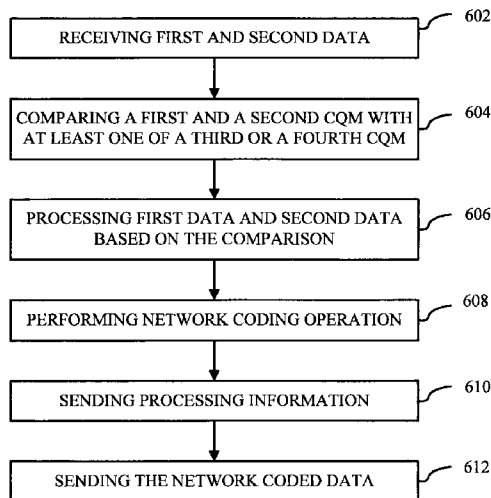 602
RECEIVING FIRST AND SECOND DATA
604
COMPARING A FIRST AND A SECOND CQM WITH
AT LEAST ONE OF A THIRD OR A FOURTH CQM
606
PROCESSING FIRST DATA AND SECOND DATA
BASED ON THE COMPARISON
608
PERFORMING NETWORK CODING OPERATION
610
SENDING PROCESSING INFORMATION
612
SENDING THE NETWORK CODED DATA